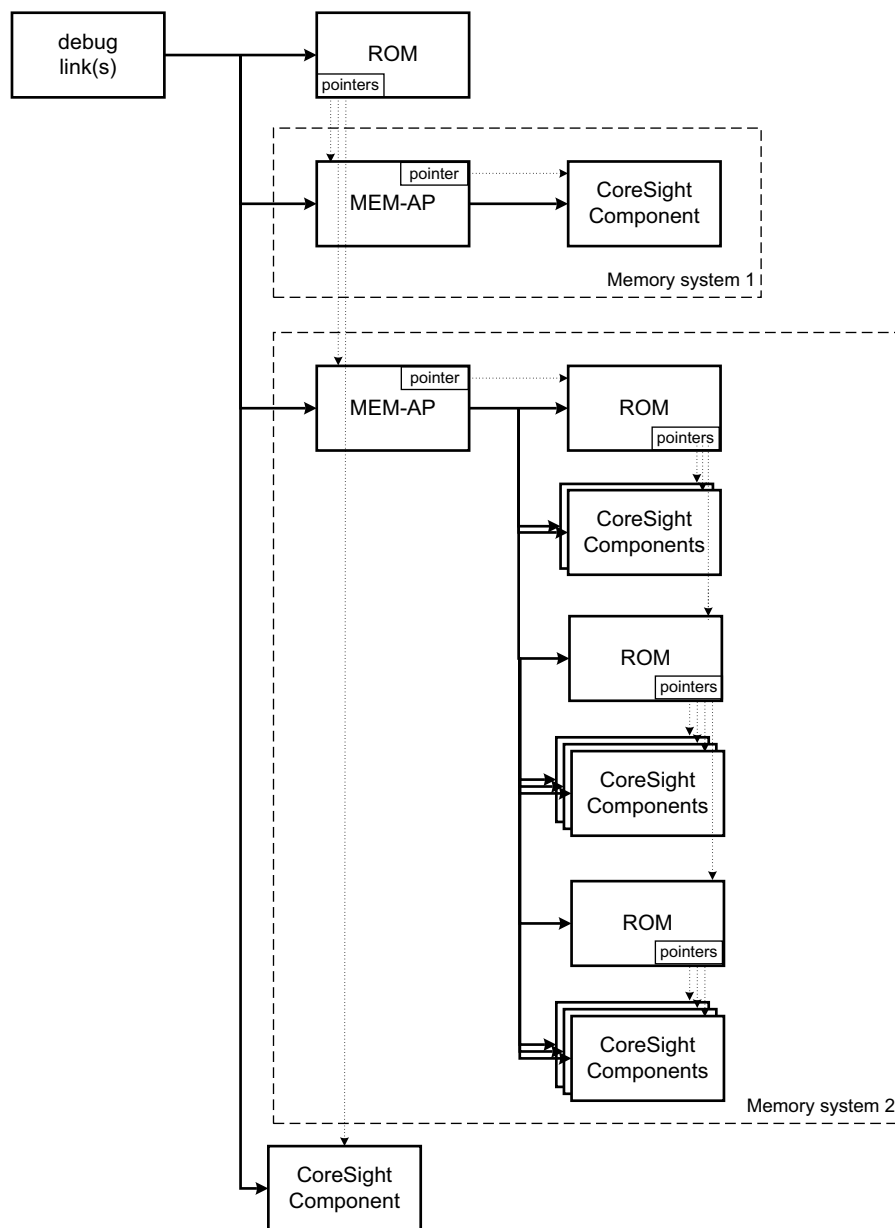 debug
link(s)
ROM
pointers
pointer
MEM-AP
CoreSight
Component
Memory system 1
pointer
MEM-AP
ROM
pointers
CoreSight
Components
ROM
pointers
CoreSight
Components
ROM
pointers
CoreSight
Components
Memory system 2
CoreSight
Component